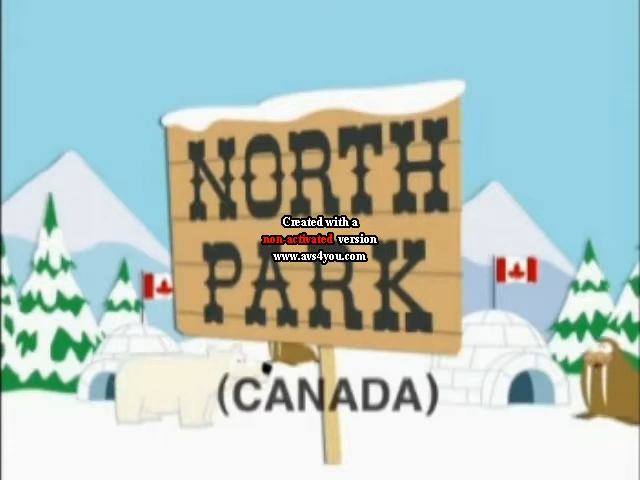 NORTH
Created with a
non-activated version
www.avs4you.com
PARK
(CANADA)